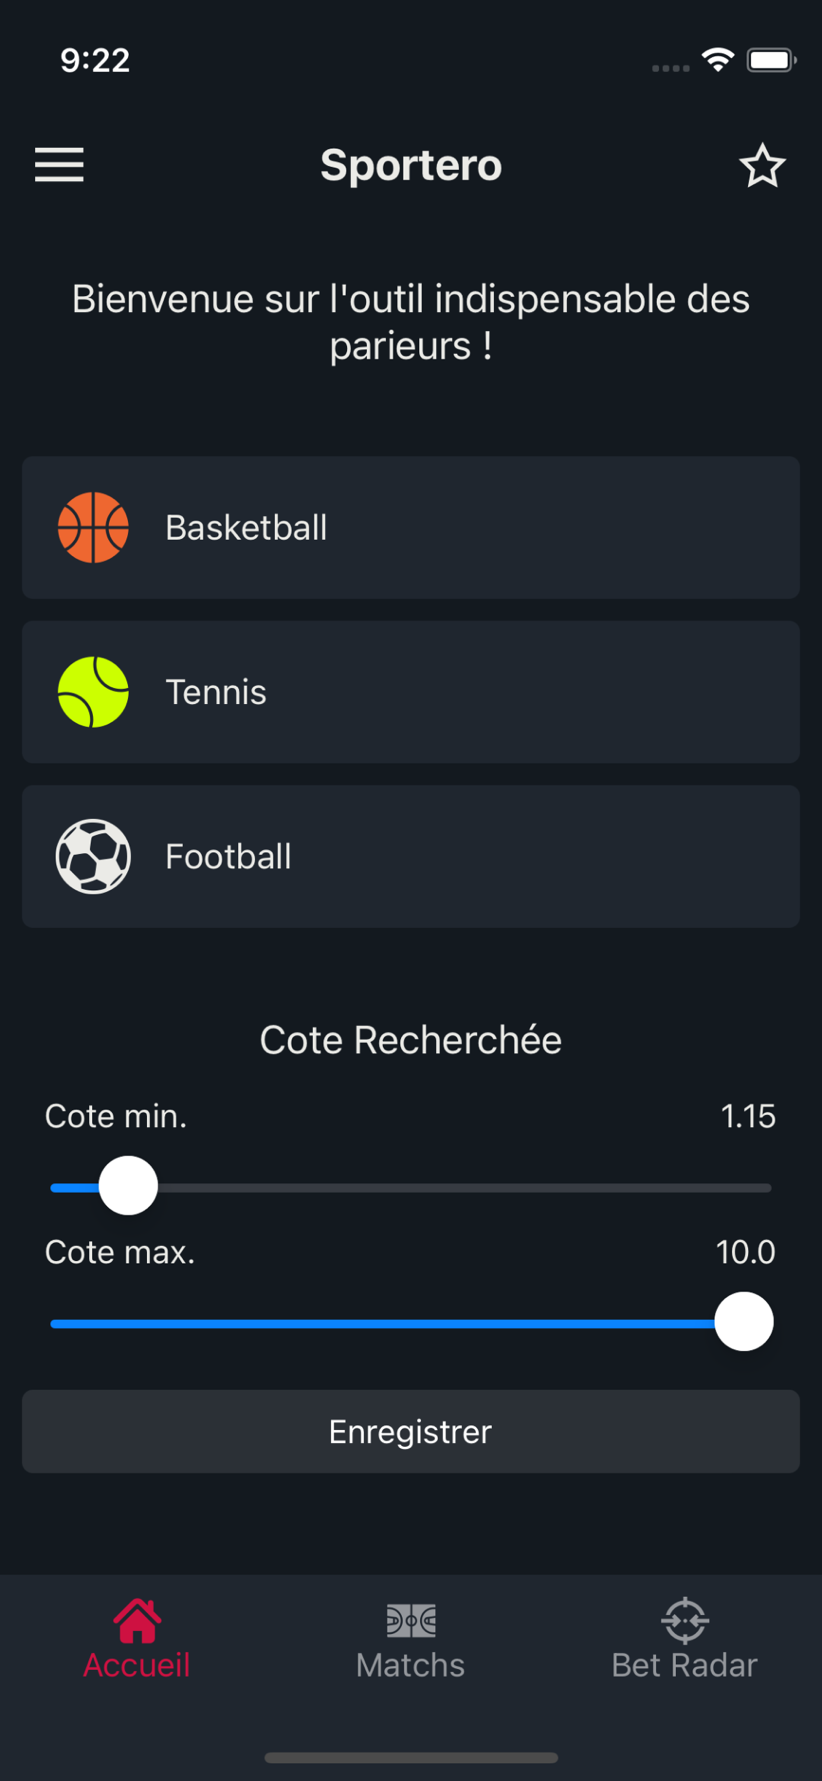 9:22
Sportero
Bienvenue sur l'outil indispensable des
parieurs !
Basketball
Tennis
Football
Cote Recherchée
Cote min. 1.15
Cote max. 10.0
Enregistrer
Accueil Matchs Bet Radar